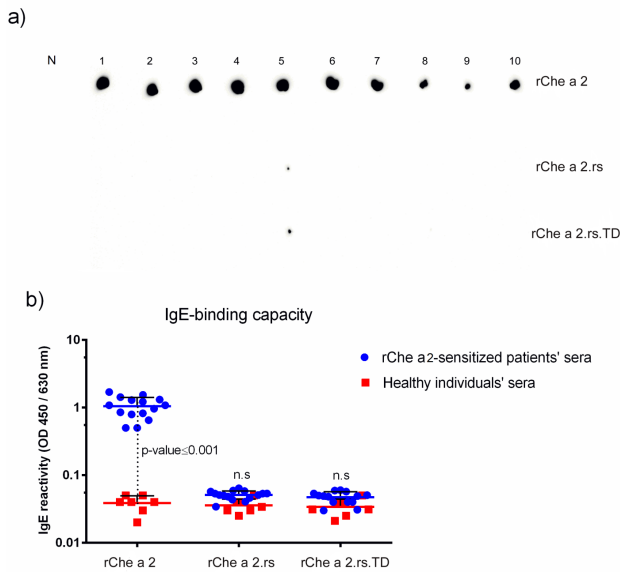 a)
N 1 2 3 4 5 6 7 8 9 10
rChe a 2
rChe a 2.rs
rChe a 2.rs.TD
b)
IgE-binding capacity
IgE reactivity (OD 450 / 630 nm)
10
1
0.1
0.01
p-value≤0.001
n.s
n.s
rChe a 2 rChe a 2.rs rChe a 2.rs.TD
rChe a2-sensitized patients' sera
Healthy individuals' sera